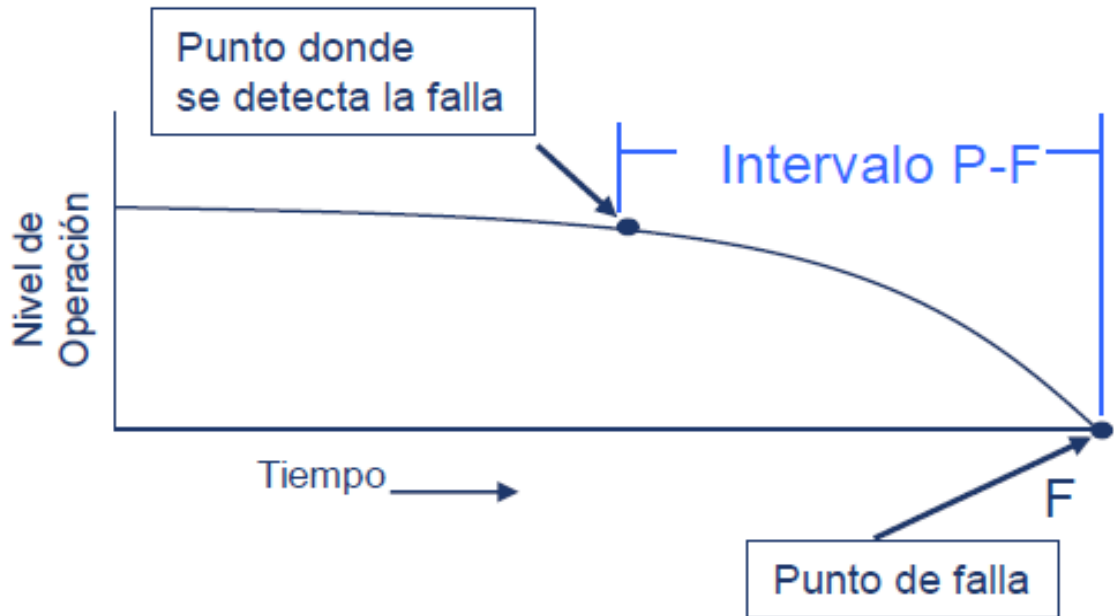 Punto donde
se detecta la falla
Intervalo P-F
Nivel de
Operación
Tiempo
F
Punto de falla